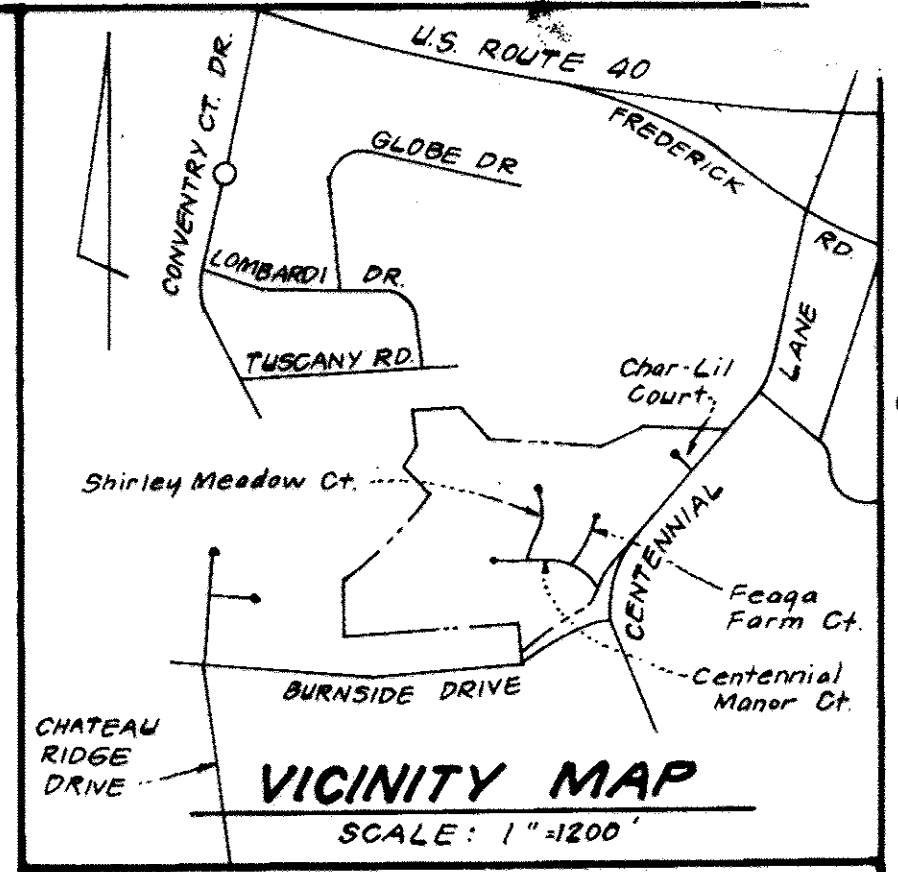 U.S. ROUTE 40
CONVENTRY CT. DR.
FREDERICK
RD.
GLOBE DR
LOMBARDI DR.
LANE
TUSCANY RD.
Char-Lil
Court
Shirley Meadow Ct.
CENTENNIAL
Feaga
Farm Ct.
Centennial
Manor Ct.
BURNSIDE DRIVE
CHATEAU
RIDGE
DRIVE
VICINITY MAP
SCALE: 1"=1200'